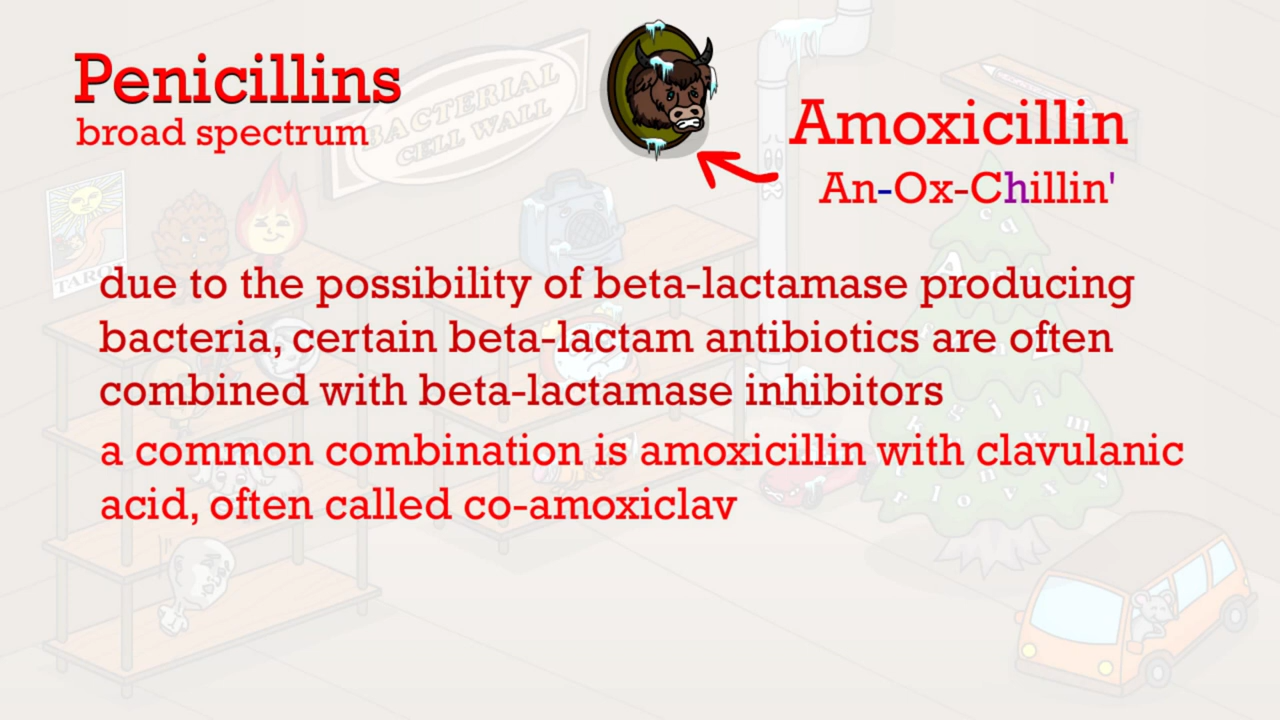 Penicillins
broad spectrum
BACTERIAL
CELL WALL
Amoxicillin
An-Ox-Chillin'
TAROT
due to the possibility of beta-lactamase producing
bacteria, certain beta-lactam antibiotics are often
combined with beta-lactamase inhibitors
a common combination is amoxicillin with clavulanic
acid, often called co-amoxiclav